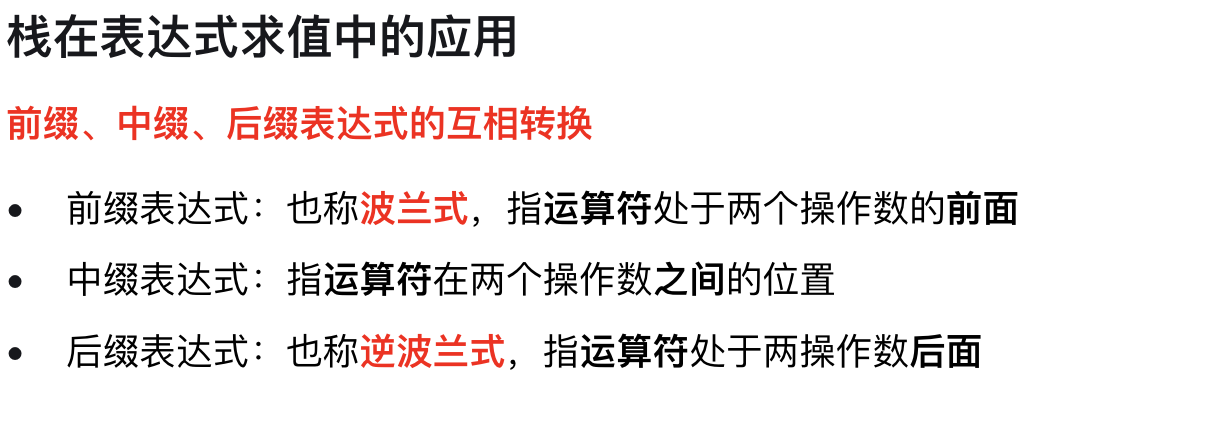 栈在表达式求值中的应用
前缀、中缀、后缀表达式的互相转换
• 前缀表达式：也称波兰式，指运算符处于两个操作数的前面
• 中缀表达式：指运算符在两个操作数之间的位置
• 后缀表达式：也称逆波兰式，指运算符处于两操作数后面